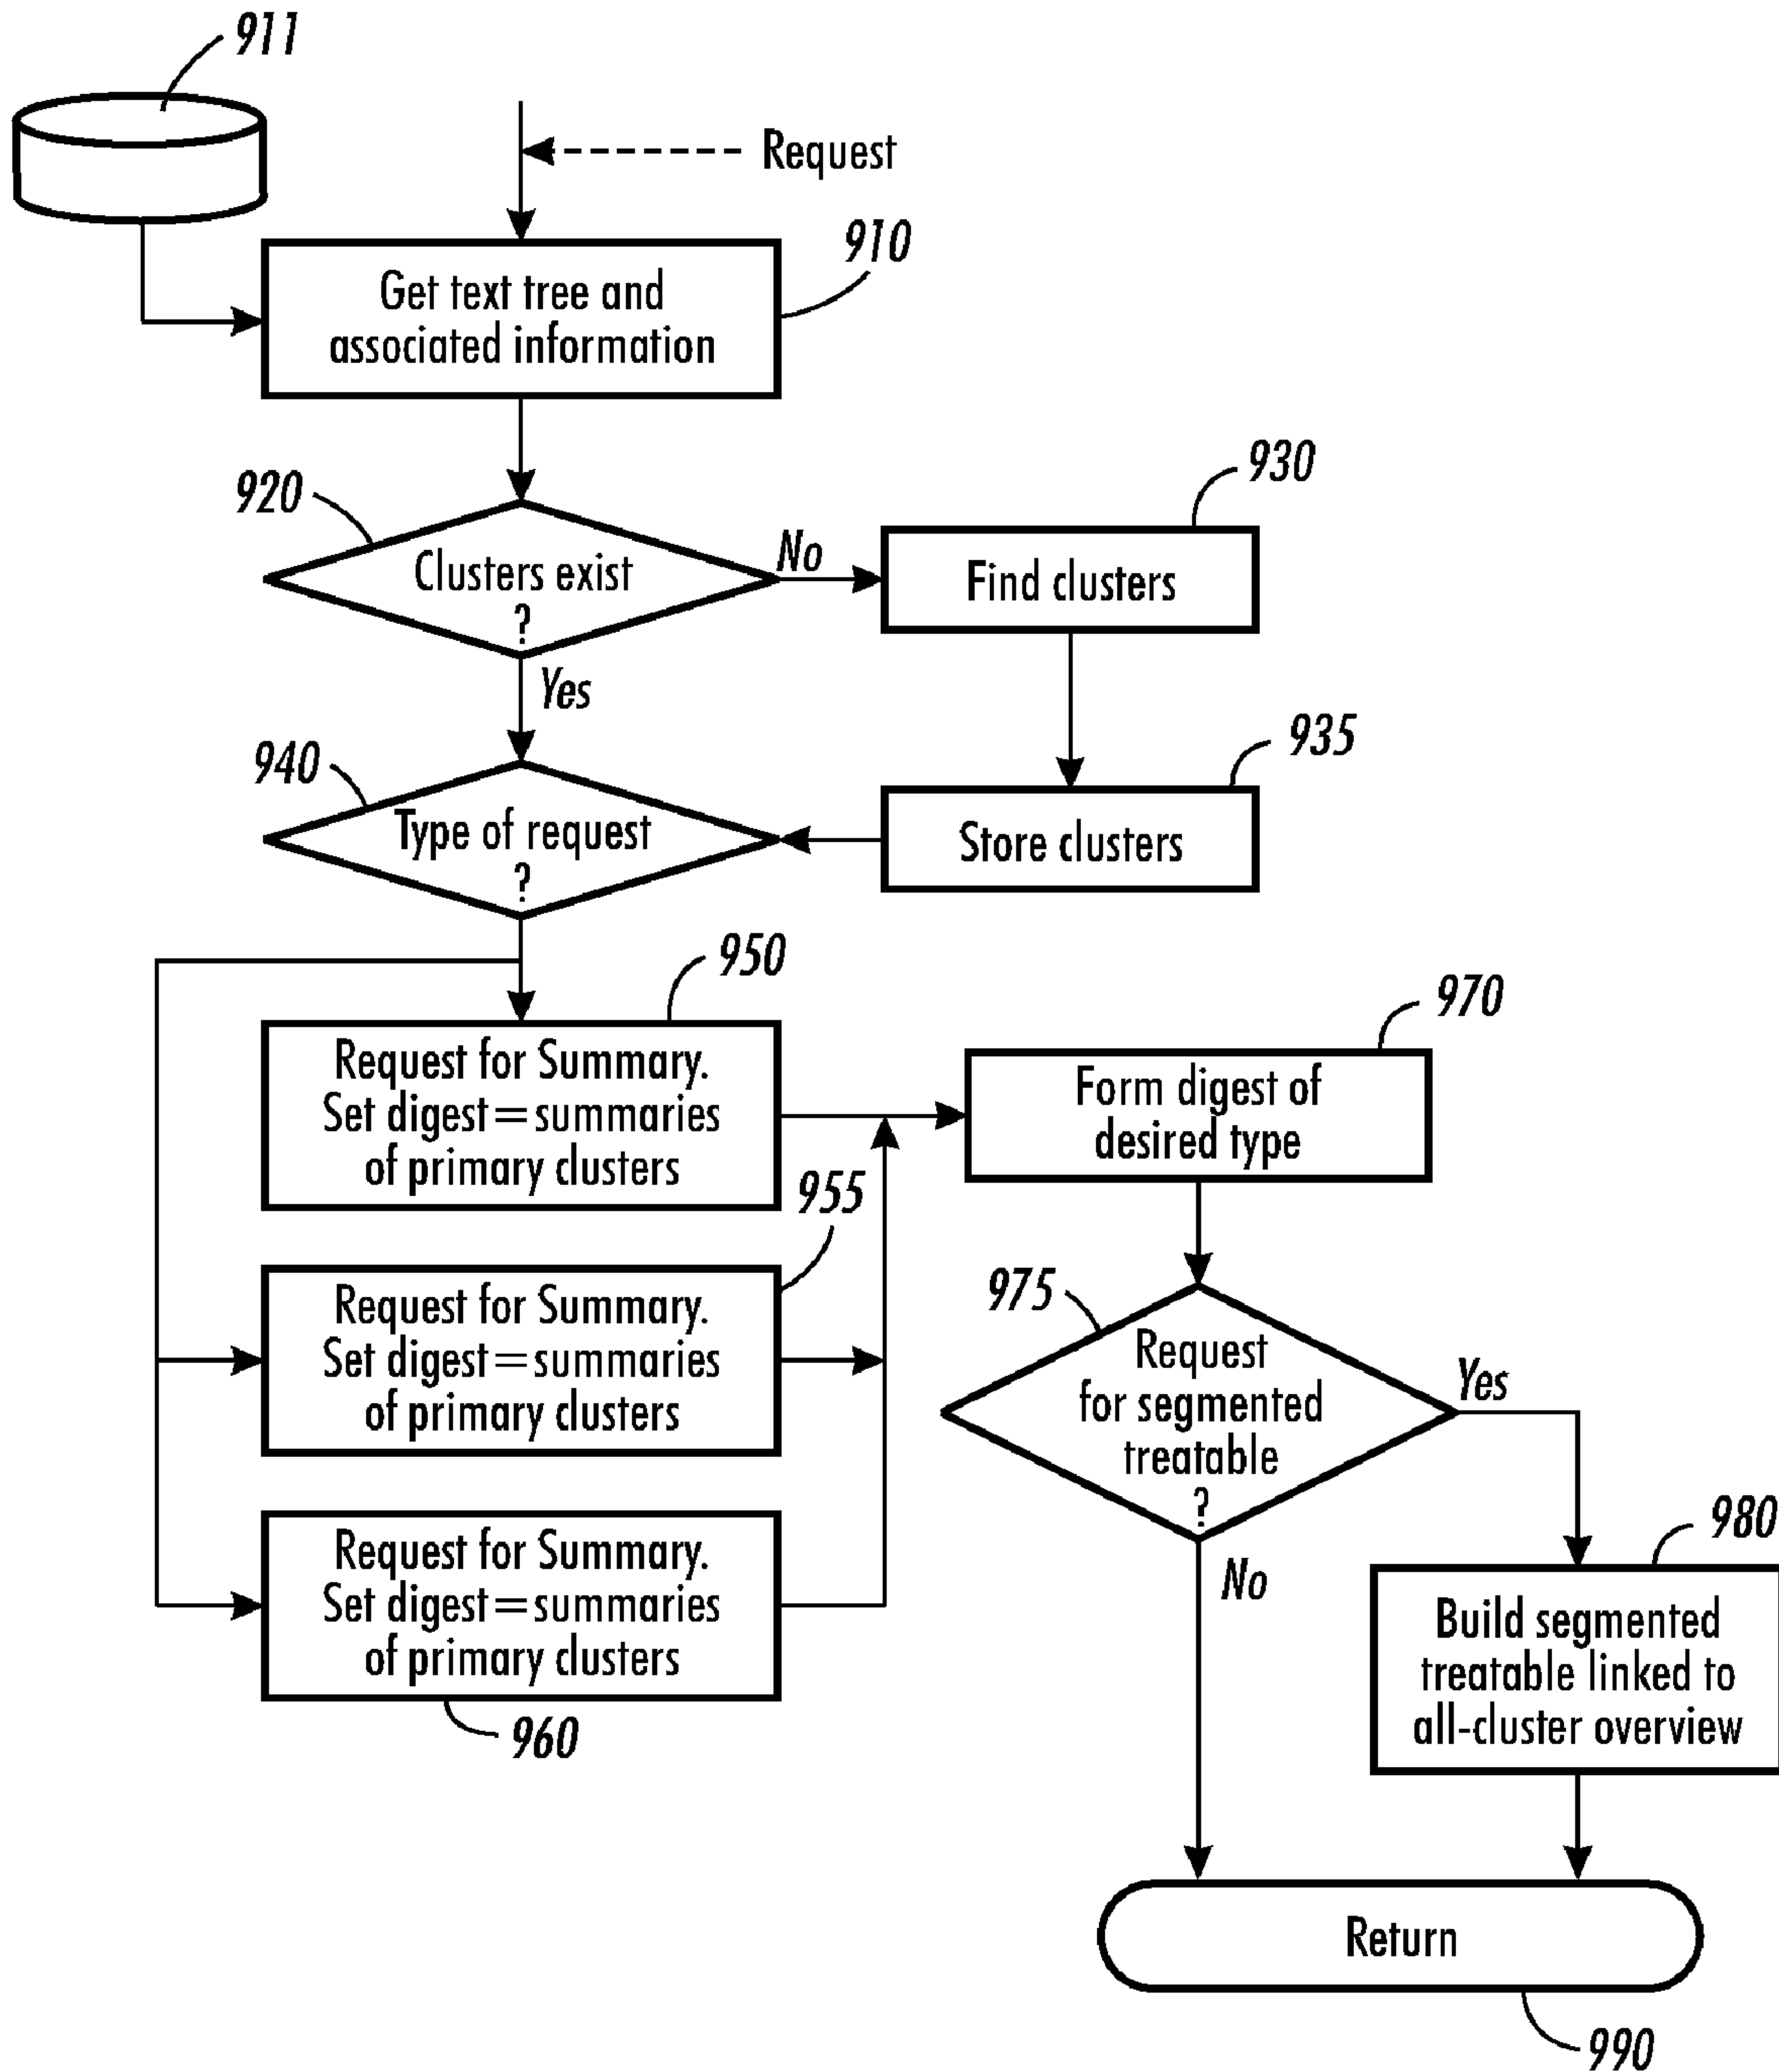 911
Request
910
Get text tree and
associated information
920
Clusters exist
?
No
930
Find clusters
Yes
935
Store clusters
940
Type of request
?
950
Request for Summary.
Set digest=summaries
of primary clusters
955
Request for Summary.
Set digest=summaries
of primary clusters
Request for Summary.
Set digest=summaries
of primary clusters
960
970
Form digest of
desired type
975
Request
for segmented
treatable
?
Yes
No
980
Build segmented
treatable linked to
all-cluster overview
Return
990